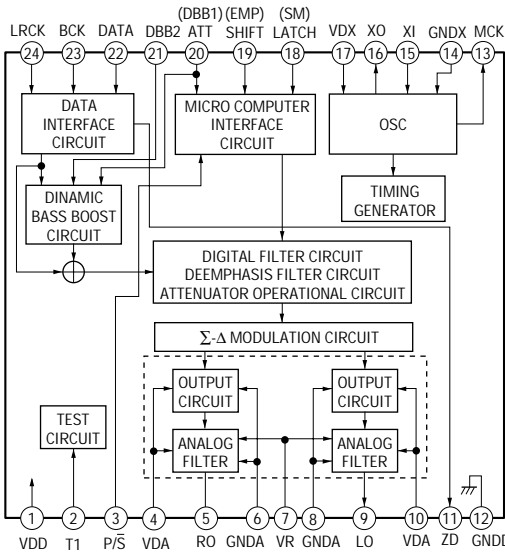 (DBB1) (EMP) (SM)
LRCK BCK DATA DBB2 ATT SHIFT LATCH VDX XO XI GNDX MCK
24 23 22 21 20 19 18 17 16 15 14 13
DATA
INTERFACE
CIRCUIT
MICRO COMPUTER
INTERFACE
CIRCUIT
OSC
TIMING
GENERATOR
DINAMIC
BASS BOOST
CIRCUIT
DIGITAL FILTER CIRCUIT
DEEMPHASIS FILTER CIRCUIT
ATTENUATOR OPERATIONAL CIRCUIT
Σ-Δ MODULATION CIRCUIT
OUTPUT
CIRCUIT
OUTPUT
CIRCUIT
TEST
CIRCUIT
ANALOG
FILTER
ANALOG
FILTER
1 2 3 4 5 6 7 8 9 10 11 12
VDD T1 P/S̅ VDA RO GNDA VR GNDA LO VDA ZD GNDD